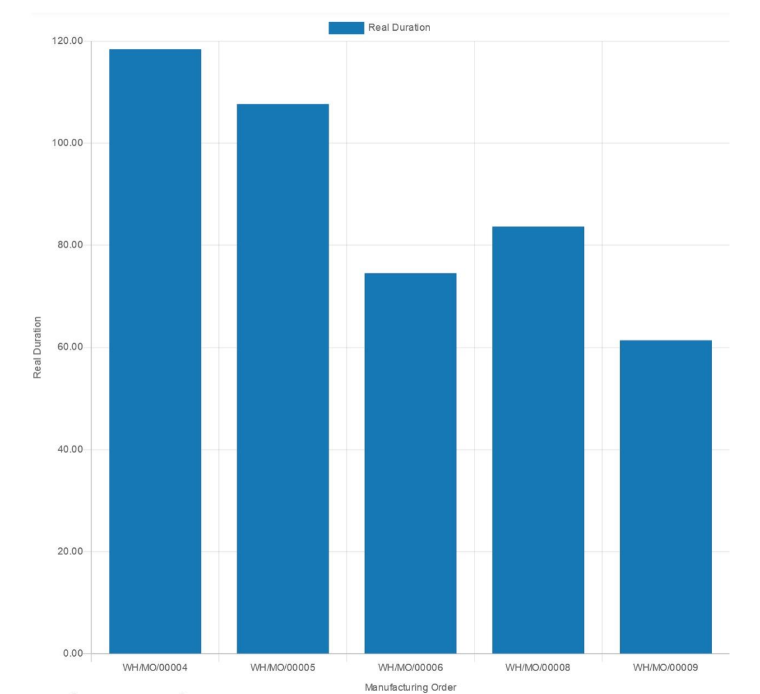 Real Duration
120.00
100.00
80.00
60.00
40.00
20.00
0.00
Real Duration
WH/MO/00004 WH/MO/00005 WH/MO/00006 WH/MO/00008 WH/MO/00009
Manufacturing Order